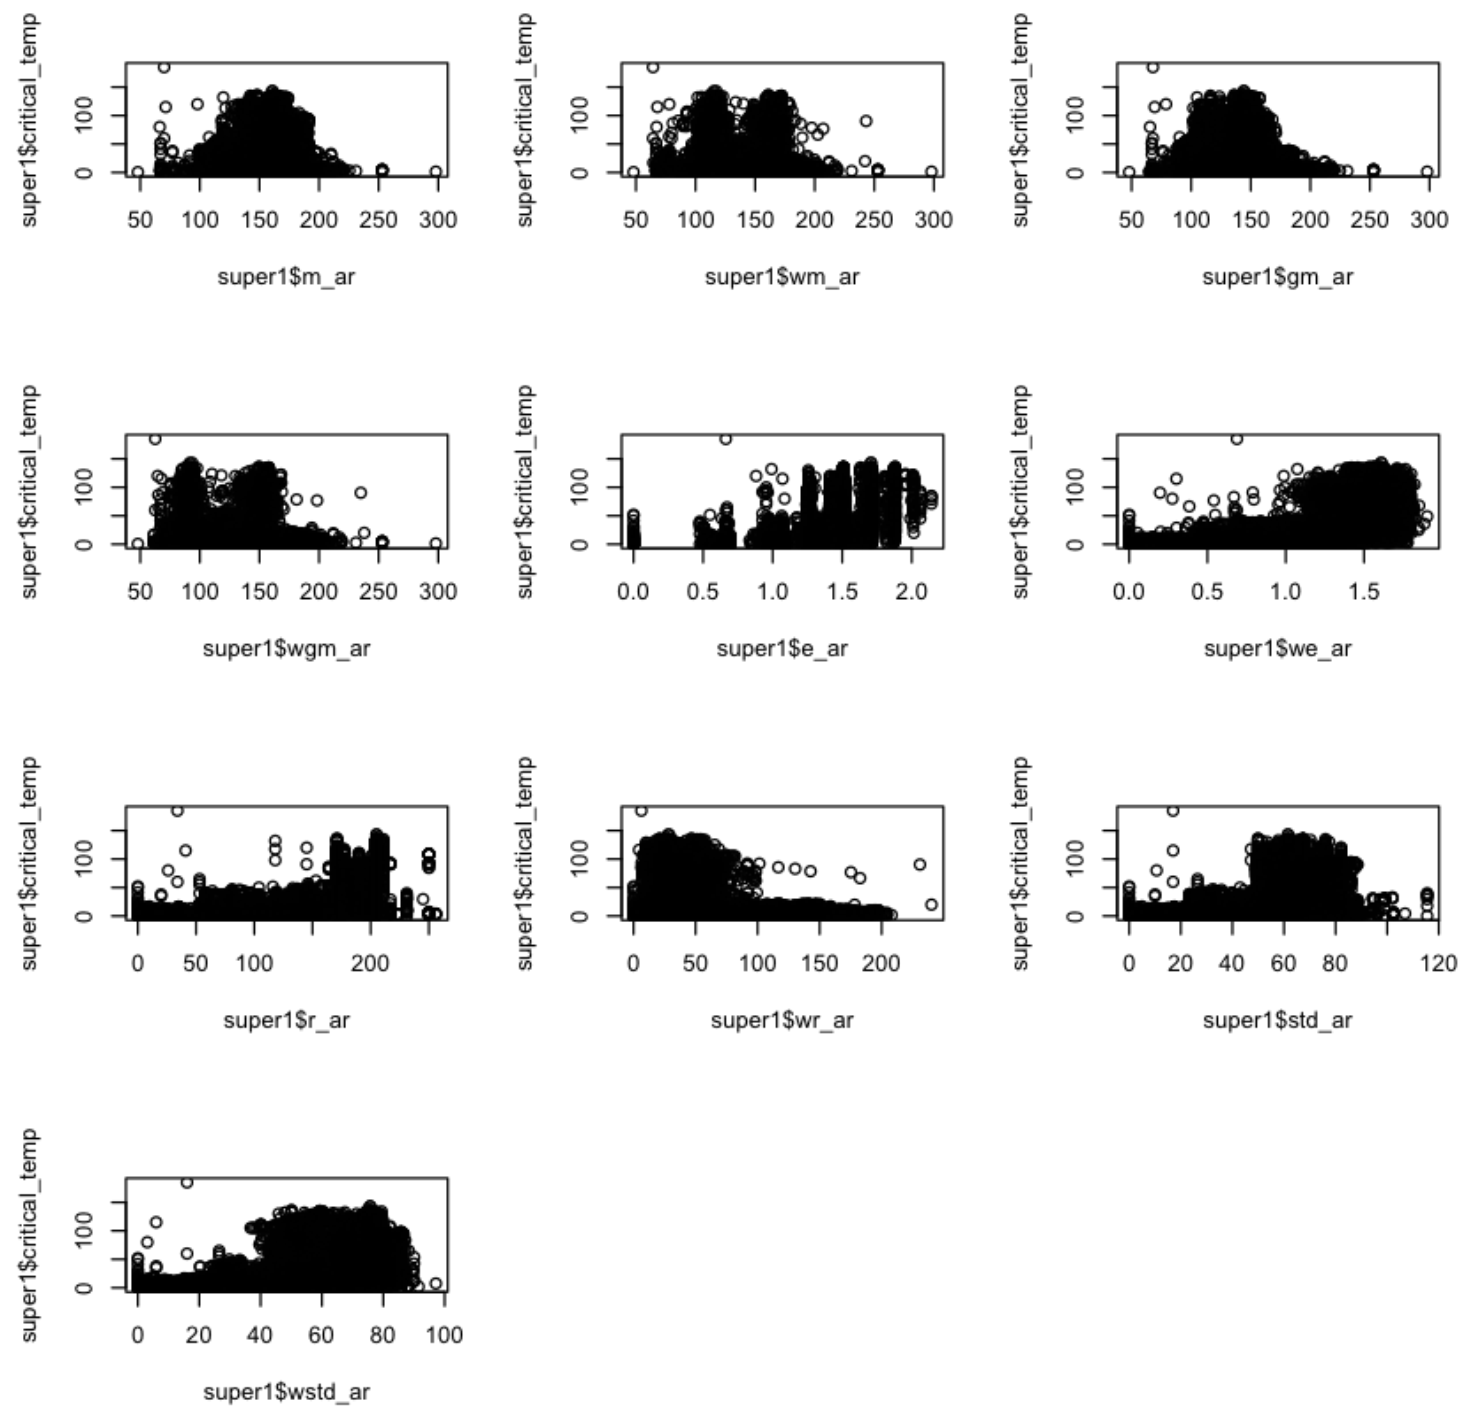 super1$critical_temp
0 100
50 100 150 200 250 300
super1$m_ar
super1$critical_temp
0 100
50 100 150 200 250 300
super1$wm_ar
super1$critical_temp
0 100
50 100 150 200 250 300
super1$gm_ar
super1$critical_temp
0 100
50 100 150 200 250 300
super1$wgm_ar
super1$critical_temp
0 100
0.0 0.5 1.0 1.5 2.0
super1$e_ar
super1$critical_temp
0 100
0.0 0.5 1.0 1.5
super1$we_ar
super1$critical_temp
0 100
0 50 100 200
super1$r_ar
super1$critical_temp
0 100
0 50 100 150 200
super1$wr_ar
super1$critical_temp
0 100
0 20 40 60 80 120
super1$std_ar
super1$critical_temp
0 100
0 20 40 60 80 100
super1$wstd_ar